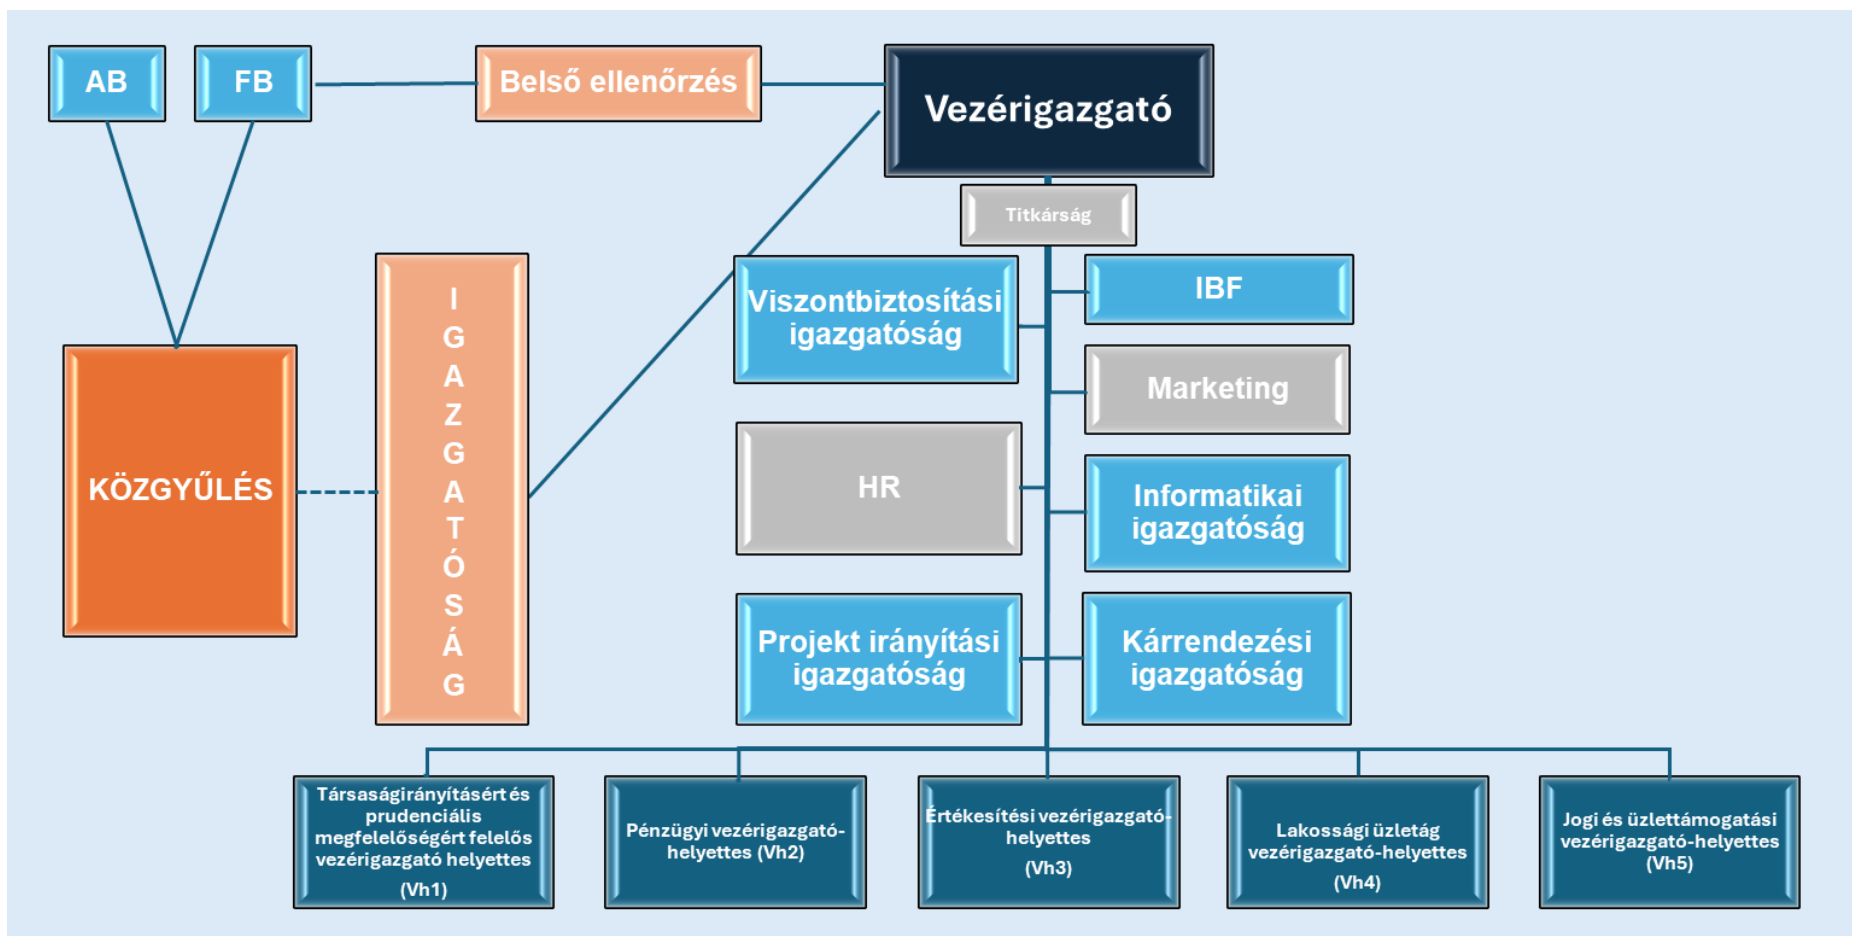 AB
FB
Belső ellenőrzés
Vezérigazgató
Titkárság
KÖZGYŰLÉS
I
G
A
Z
G
A
T
Ó
S
Á
G
Viszontbiztosítási
igazgatóság
IBF
Marketing
HR
Informatikai
igazgatóság
Projekt irányítási
igazgatóság
Kárrendezési
igazgatóság
Társaságirányításért és
prudenciális
megfelelőségért felelős
vezérigazgató helyettes
(Vh1)
Pénzügyi vezérigazgató-
helyettes (Vh2)
Értékesítési vezérigazgató-
helyettes
(Vh3)
Lakossági üzletág
vezérigazgató-helyettes
(Vh4)
Jogi és üzlettámogatási
vezérigazgató-helyettes
(Vh5)